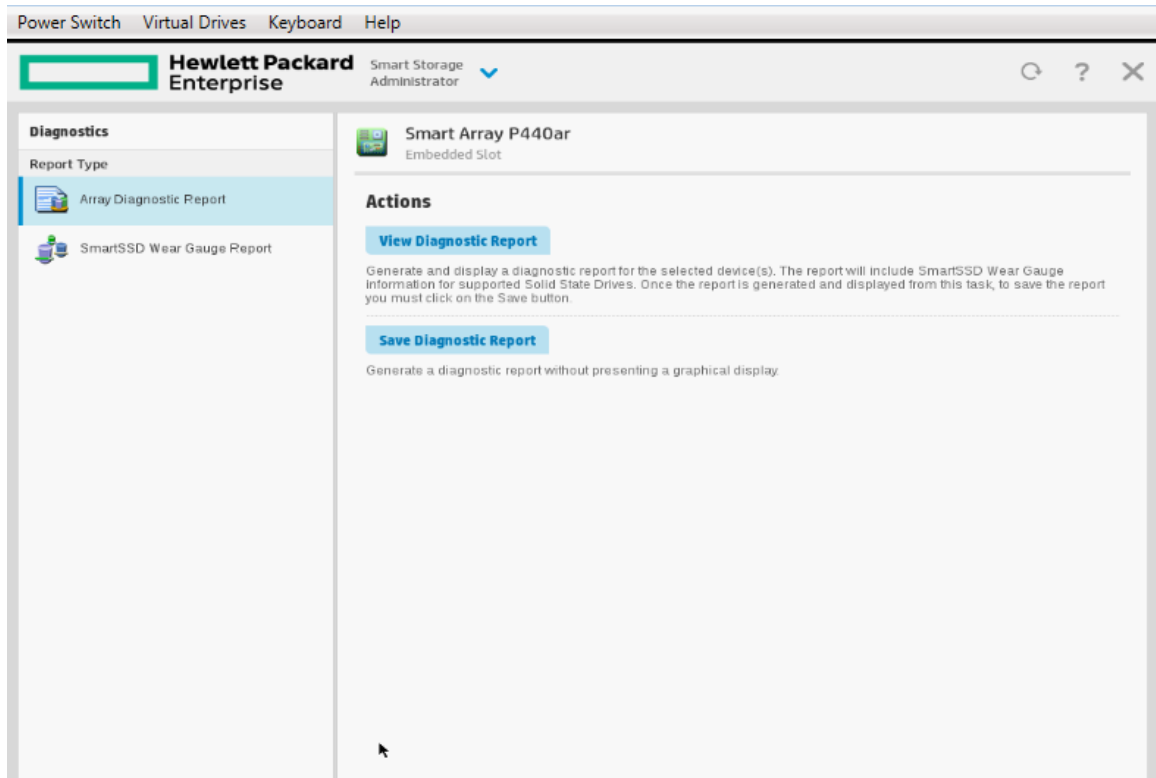 Power Switch Virtual Drives Keyboard Help
Hewlett Packard
Enterprise
Smart Storage
Administrator
?
Diagnostics
Report Type
Array Diagnostic Report
SmartSSD Wear Gauge Report
Smart Array P440ar
Embedded Slot
Actions
View Diagnostic Report
Generate and display a diagnostic report for the selected device(s). The report will include SmartSSD Wear Gauge
Information for supported Solid State Drives. Once the report is generated and displayed from this task, to save the report
you must click on the Save button.
Save Diagnostic Report
Generate a diagnostic report without presenting a graphical display.